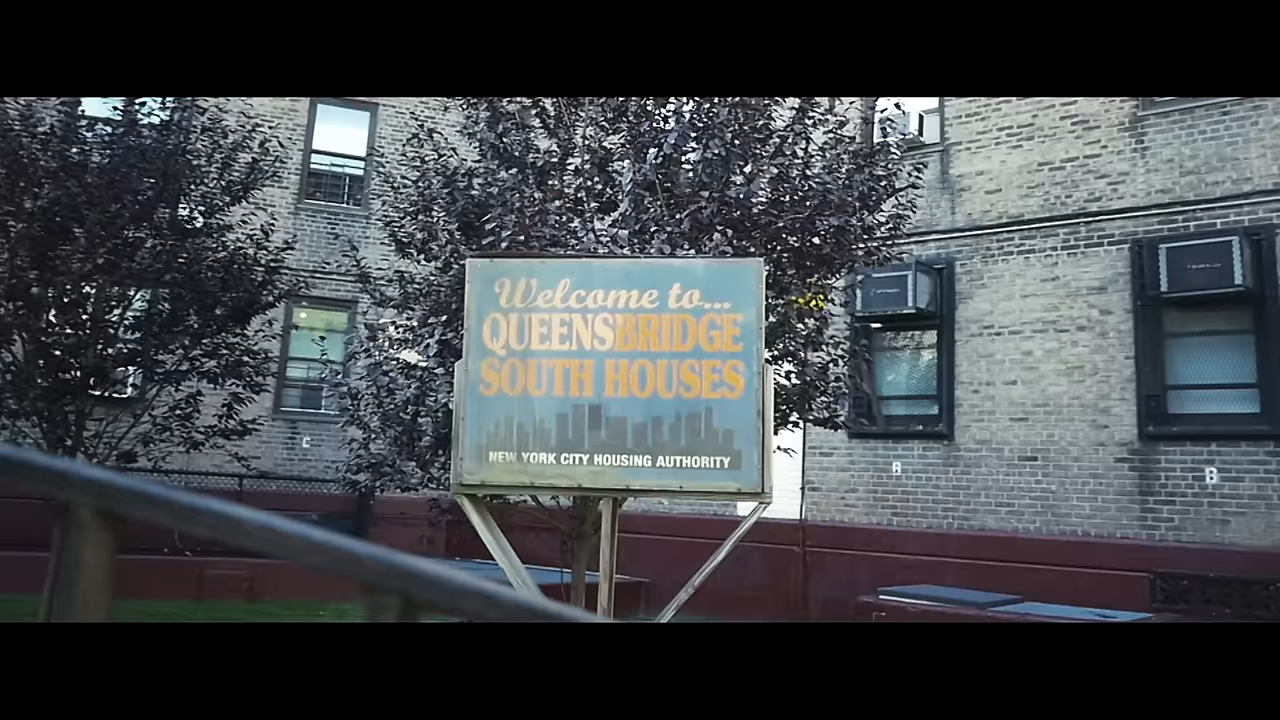 Welcome to...
QUEENSBRIDGE
SOUTH HOUSES
NEW YORK CITY HOUSING AUTHORITY
C
A
B